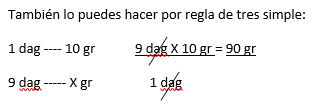 También lo puedes hacer por regla de tres simple:
1 dag ---- 10 gr 9 dag X 10 gr = 90 gr
9 dag ----- X gr 1 dag